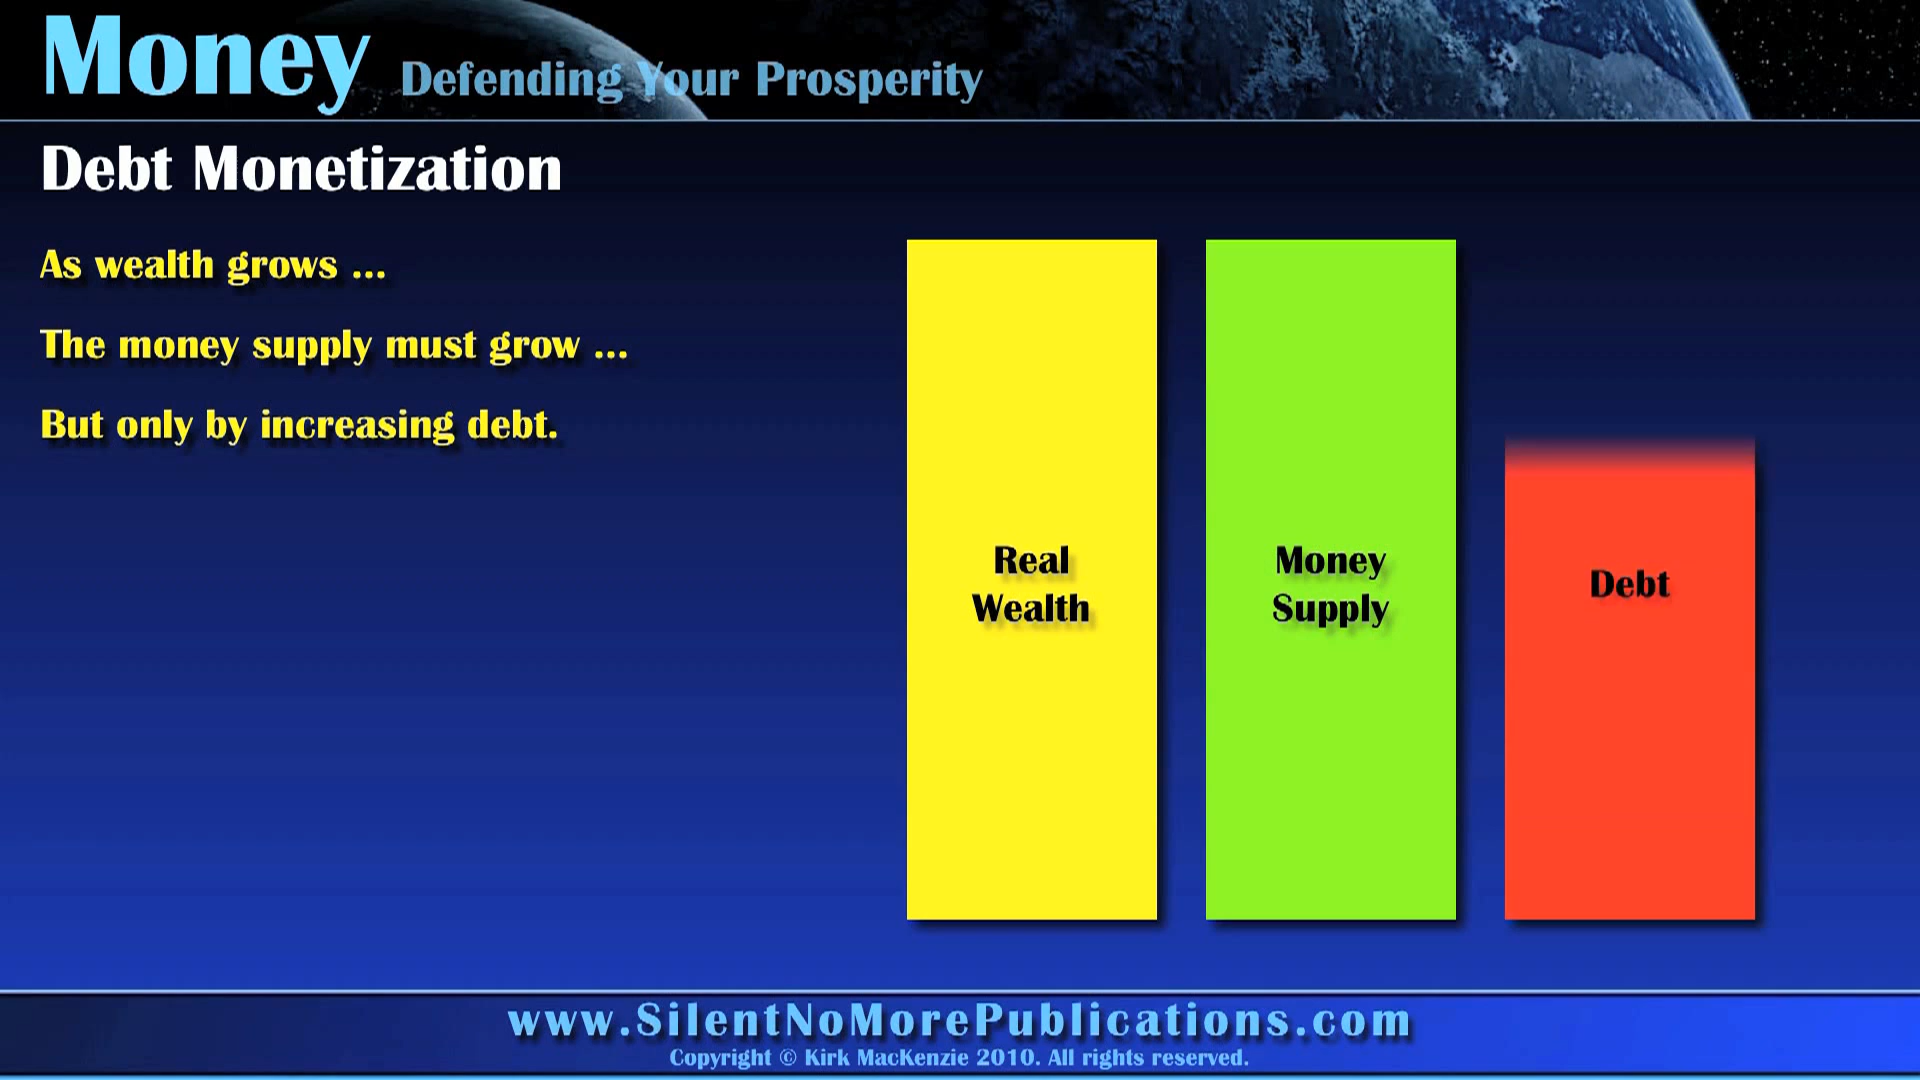 Money Defending Your Prosperity
Debt Monetization
As wealth grows ...
The money supply must grow ...
But only by increasing debt.
Real
Wealth
Money
Supply
Debt
www.SilentNoMorePublications.com
Copyright © Kirk MacKenzie 2010. All rights reserved.